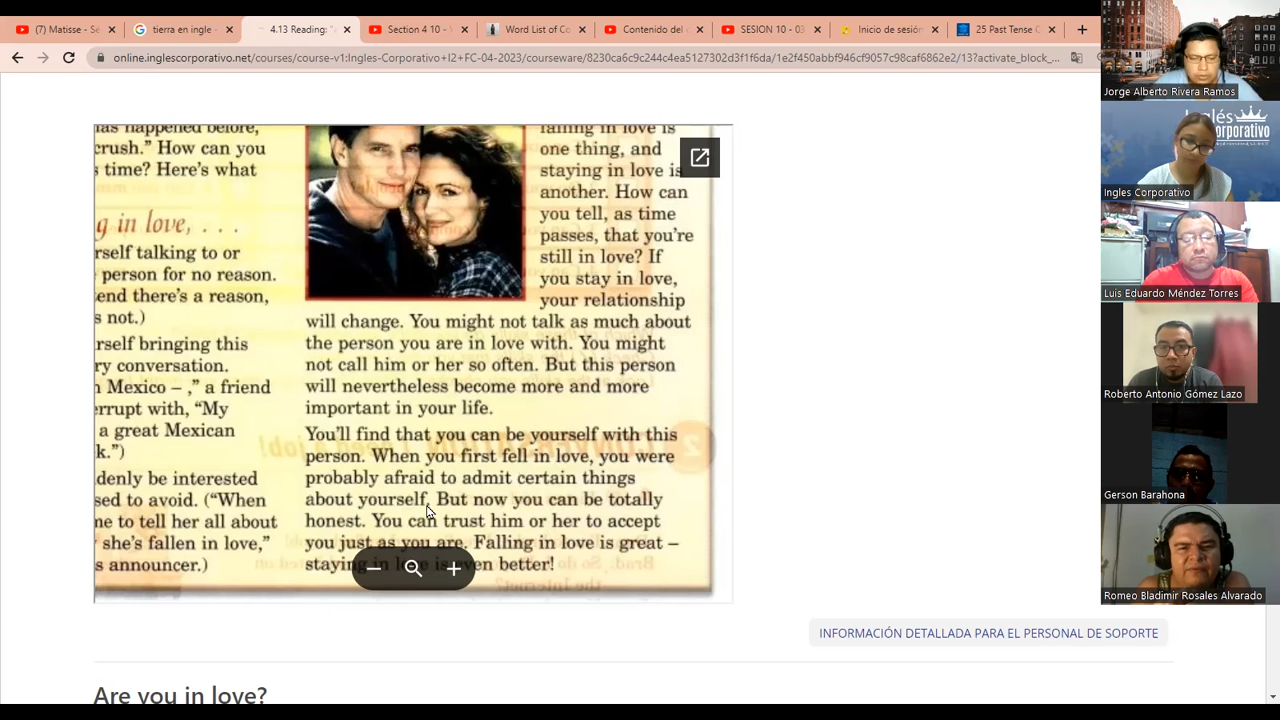 (7) Matisse - Sé
tierra en ingle -
4.13 Reading: "
Section 4 10 -
Word List of Co
Contenido del
SESION 10 - 03
Inicio de sesión
25 Past Tense C
online.inglescorporativo.net/courses/course-v1:Ingles-Corpora
l2+FC-04-2023/courseware/8230ca6c9c244c4ea5127302d3f1f6da/1e2f450abbf946cf9057c98caf6862e2/13?activate_block_...
has happened before,
crush." How can you
time? Here's what
g in love, . . .
rself talking to or
person for no reason.
end there's a reason,
s not.)
rself bringing this
ry conversation.
Mexico – ," a friend
errupt with, "My
a great Mexican
k.")
denly be interested
sed to avoid. ("When
me to tell her all about
she's fallen in love,"
s announcer.)
falling in love is
one thing, and
staying in love is
another. How can
you tell, as time
passes, that you're
still in love? If
you stay in love,
your relationship
will change. You might not talk as much about
the person you are in love with. You might
not call him or her so often. But this person
will nevertheless become more and more
important in your life.
You'll find that you can be yourself with this
person. When you first fell in love, you were
probably afraid to admit certain things
about yourself. But now you can be totally
honest. You can trust him or her to accept
you just as you are. Falling in love is great –
staying in love is even better!
INFORMACIÓN DETALLADA PARA EL PERSONAL DE SOPORTE
Are you in love?
Jorge Alberto Rivera Ramos
Inglés
Corporativo
Ingles Corporativo
Luis Eduardo Méndez Torres
Roberto Antonio Gómez Lazo
Gerson Barahona
Romeo Bladimir Rosales Alvarado